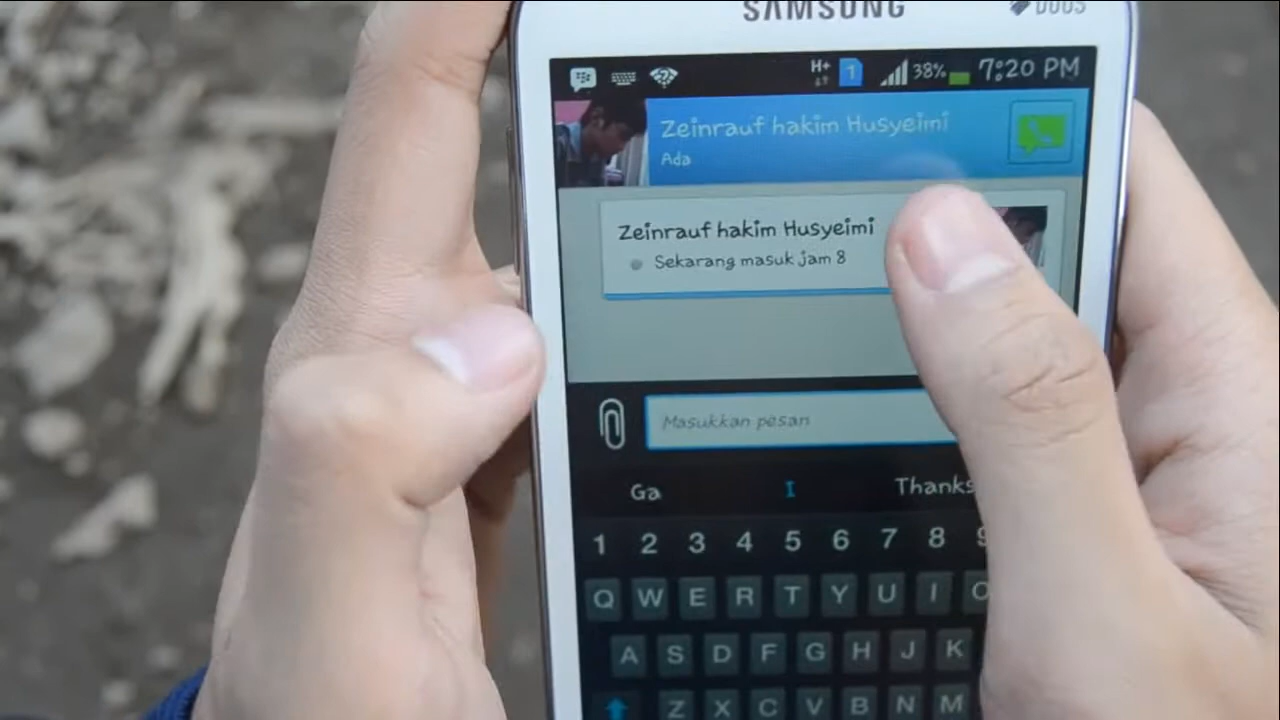 SAMSUNG DUOS
H+ 1 38% 7:20 PM
Zeinrauf hakim Husyeimi
Ada
Zeinrauf hakim Husyeimi
Sekarang masuk jam 8
Masukkan pesan
Ga I Thanks
1 2 3 4 5 6 7 8 9
Q W E R T Y U I O
A S D F G H J K
Z X C V B N M